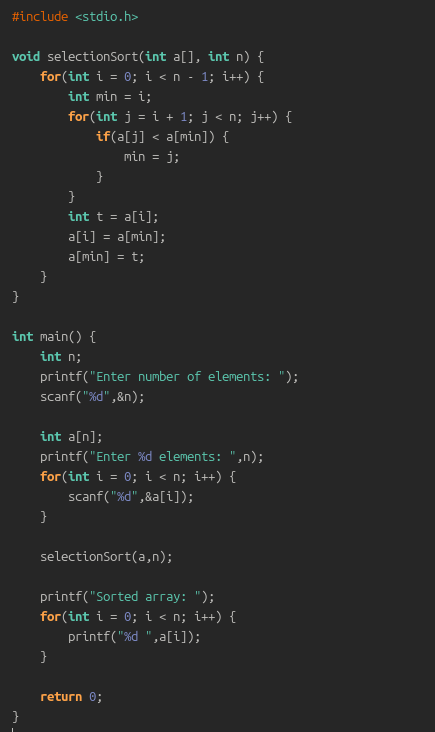 #include <stdio.h>

void selectionSort(int a[], int n) {
    for(int i = 0; i < n - 1; i++) {
        int min = i;
        for(int j = i + 1; j < n; j++) {
            if(a[j] < a[min]) {
                min = j;
            }
        }
        int t = a[i];
        a[i] = a[min];
        a[min] = t;
    }
}

int main() {
    int n;
    printf("Enter number of elements: ");
    scanf("%d",&n);

    int a[n];
    printf("Enter %d elements: ",n);
    for(int i = 0; i < n; i++) {
        scanf("%d",&a[i]);
    }

    selectionSort(a,n);

    printf("Sorted array: ");
    for(int i = 0; i < n; i++) {
        printf("%d ",a[i]);
    }

    return 0;
}